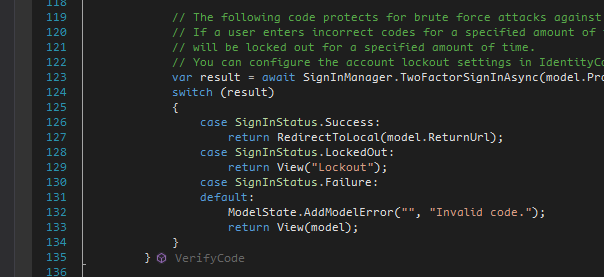 118
119 // The following code protects for brute force attacks against
120 // If a user enters incorrect codes for a specified amount of
121 // will be locked out for a specified amount of time.
122 // You can configure the account lockout settings in IdentityCo
123 var result = await SignInManager.TwoFactorSignInAsync(model.Pro
124 switch (result)
125 {
126 case SignInStatus.Success:
127 return RedirectToLocal(model.ReturnUrl);
128 case SignInStatus.LockedOut:
129 return View("Lockout");
130 case SignInStatus.Failure:
131 default:
132 ModelState.AddModelError("", "Invalid code.");
133 return View(model);
134 }
135 } VerifyCode
136